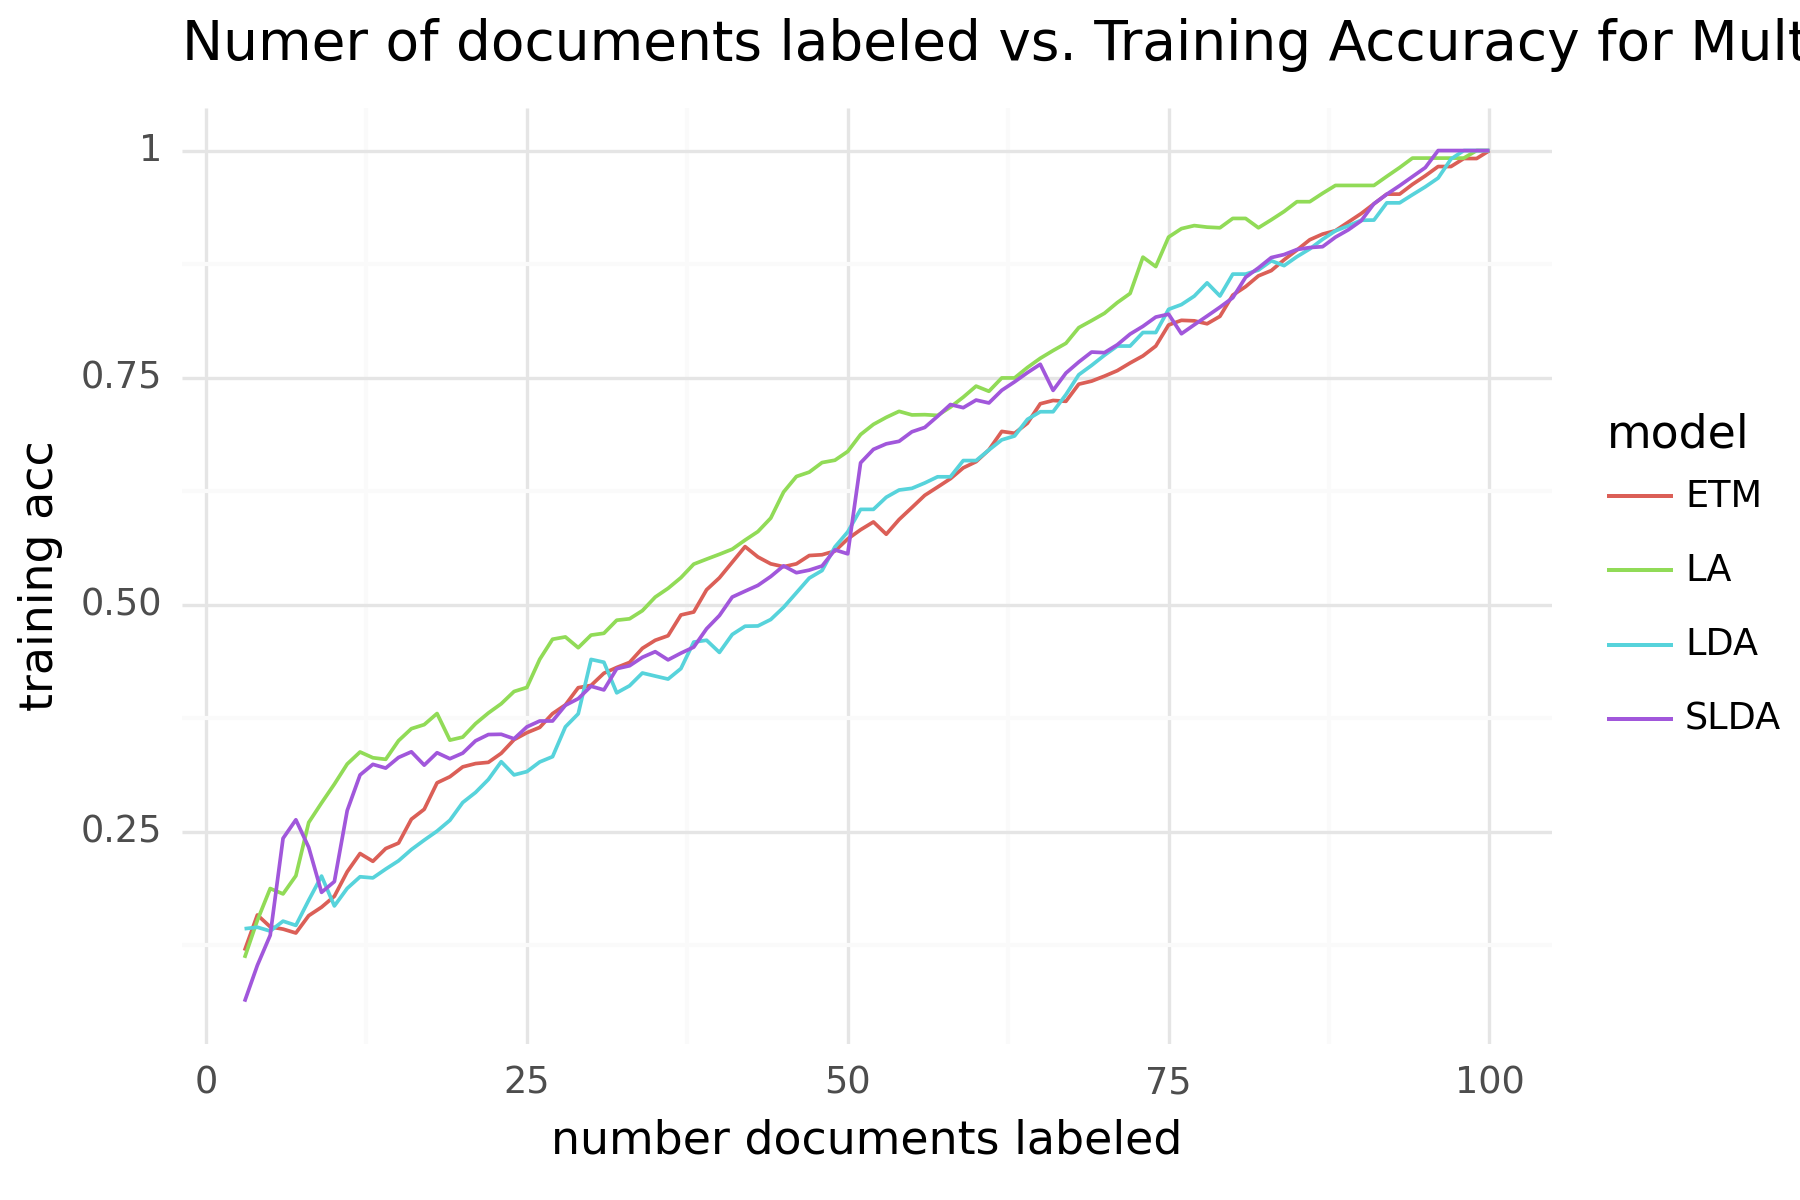 Numer of documents labeled vs. Training Accuracy for Mult
1
0.75
0.50
0.25
training acc
0 25 50 75 100
number documents labeled
model
ETM
LA
LDA
SLDA